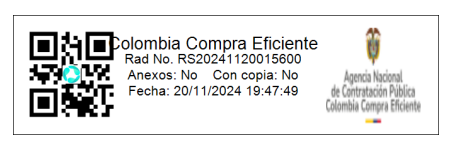 Colombia Compra Eficiente
Rad No. RS20241120015600
Anexos: No Con copia: No
Fecha: 20/11/2024 19:47:49
Agencia Nacional
de Contratación Pública
Colombia Compra Eficiente